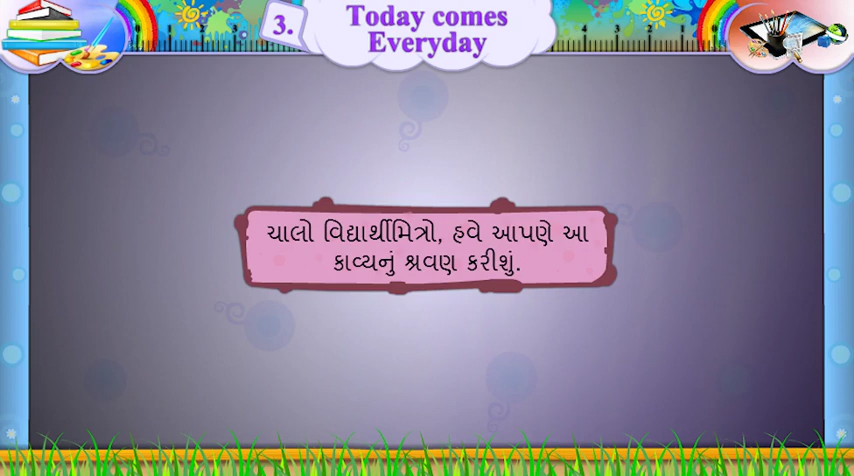 3.
Today comes
Everyday
ચાલો વિદ્યાર્થીમિત્રો, હવે આપણે આ
કાવ્યનું શ્રવણ કરીશું.